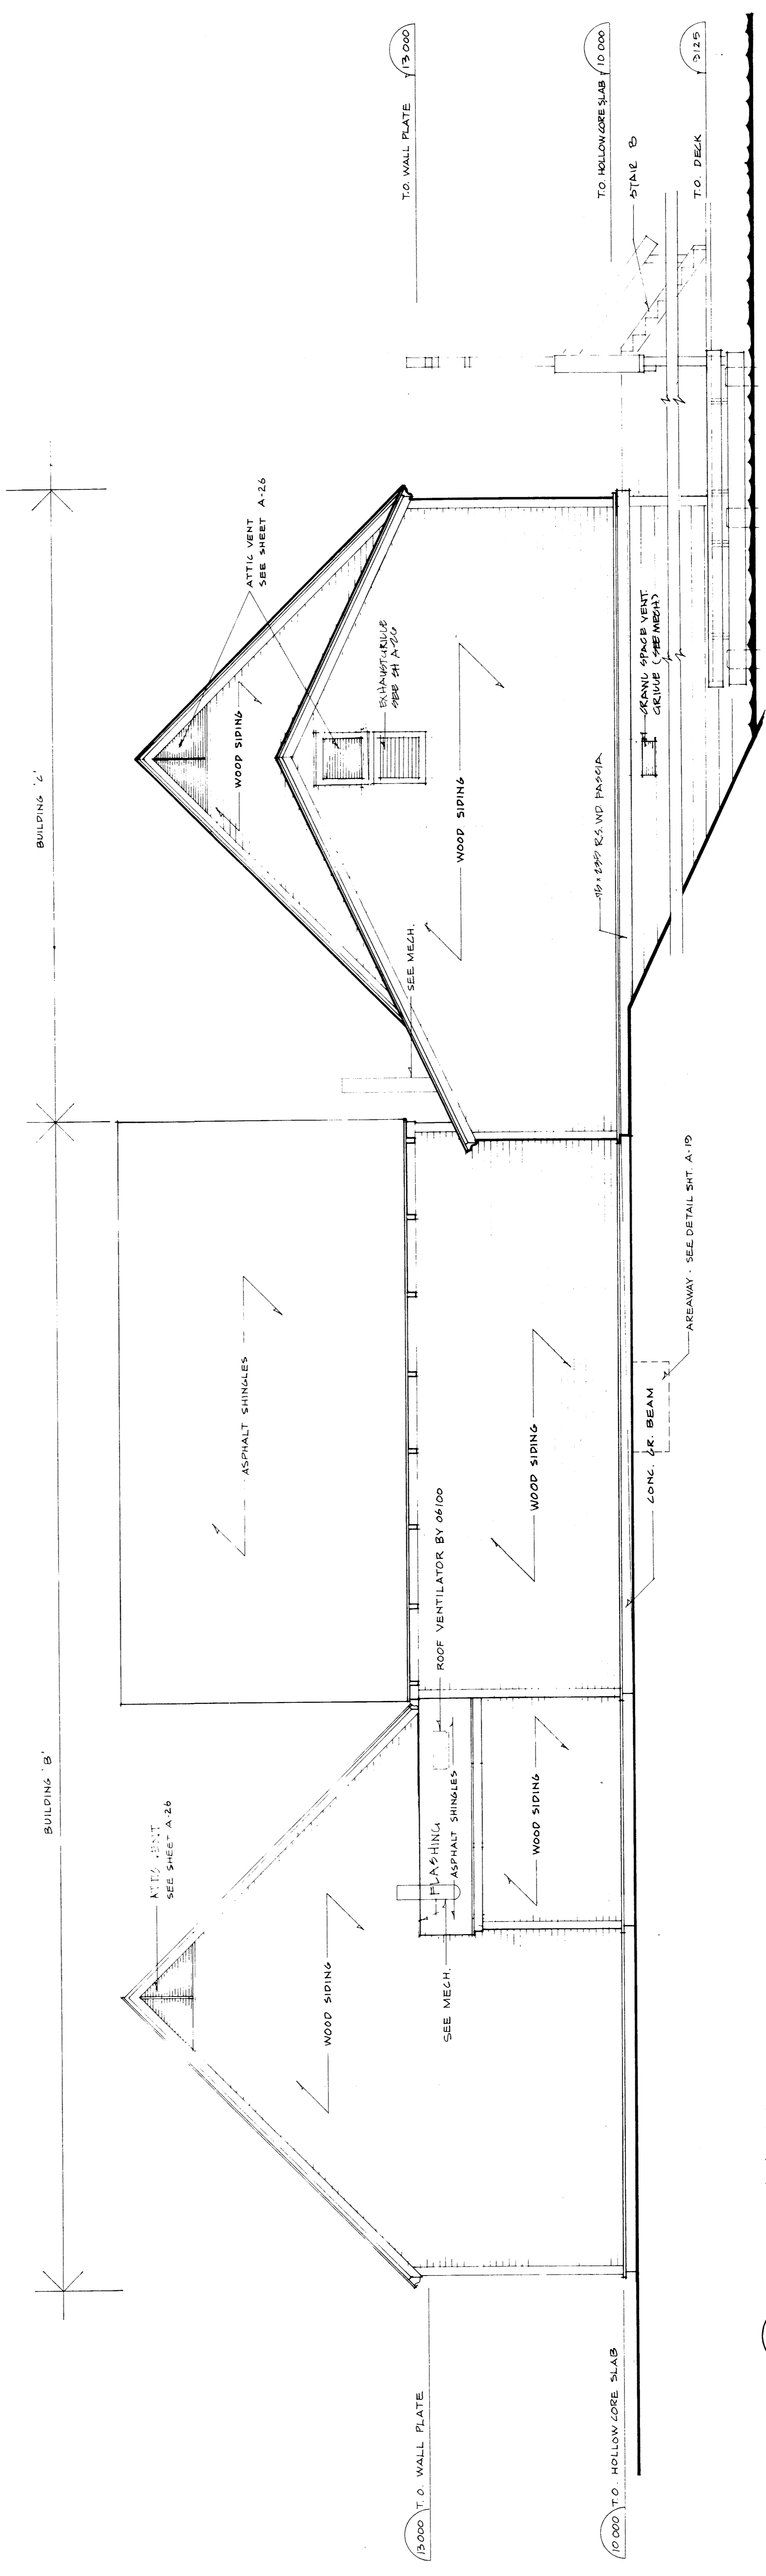 BUILDING 'B'
BUILDING 'C'
ATTIC VENT
SEE SHEET A-26
WOOD SIDING
SEE MECH.
FLASHING
ASPHALT SHINGLES
ROOF VENTILATOR BY 06100
WOOD SIDING
ASPHALT SHINGLES
WOOD SIDING
CONC. GR. BEAM
AREAWAY - SEE DETAIL SHT. A-19
SEE MECH.
WOOD SIDING
ATTIC VENT
SEE SHEET A-26
EXHAUST GRILLE
SEE SH A-26
WOOD SIDING
R.S. WD. FASCIA
CRAWL SPACE VENT.
GRILLE (SEE MECH)
STAIR B
13000 T.O. WALL PLATE
10000 T.O. HOLLOW CORE SLAB
T.O. WALL PLATE 13000
T.O. HOLLOW CORE SLAB 10000
T.O. DECK 9125